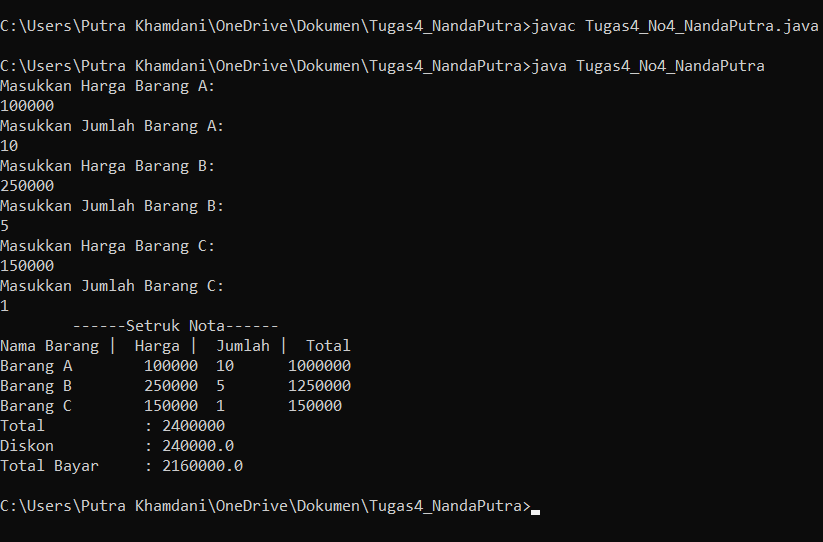 C:\Users\Putra Khamdani\OneDrive\Dokumen\Tugas4_NandaPutra>javac Tugas4_No4_NandaPutra.java
C:\Users\Putra Khamdani\OneDrive\Dokumen\Tugas4_NandaPutra>java Tugas4_No4_NandaPutra
Masukkan Harga Barang A:
100000
Masukkan Jumlah Barang A:
10
Masukkan Harga Barang B:
250000
Masukkan Jumlah Barang B:
5
Masukkan Harga Barang C:
150000
Masukkan Jumlah Barang C:
1
        ------Setruk Nota------
Nama Barang |  Harga |  Jumlah |  Total
Barang A        100000  10      1000000
Barang B        250000  5       1250000
Barang C        150000  1       150000
Total           : 2400000
Diskon          : 240000.0
Total Bayar     : 2160000.0
C:\Users\Putra Khamdani\OneDrive\Dokumen\Tugas4_NandaPutra>